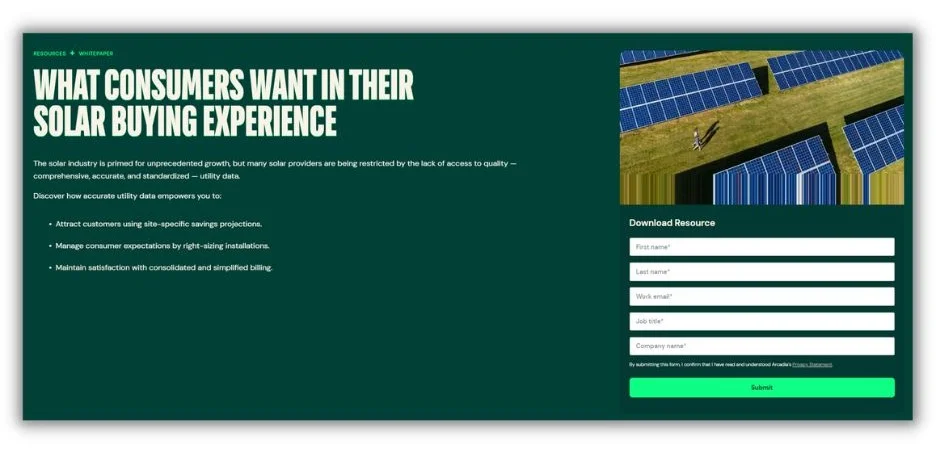 RESOURCES + WHITEPAPER
WHAT CONSUMERS WANT IN THEIR
SOLAR BUYING EXPERIENCE
The solar industry is primed for unprecedented growth, but many solar providers are being restricted by the lack of access to quality —
comprehensive, accurate, and standardized — utility data.
Discover how accurate utility data empowers you to:
• Attract customers using site-specific savings projections.
• Manage consumer expectations by right-sizing installations.
• Maintain satisfaction with consolidated and simplified billing.
Download Resource
First name*
Last name*
Work email*
Job title*
Company name*
By submitting this form, I confirm that I have read and understood Arcadia's Privacy Statement.
Submit